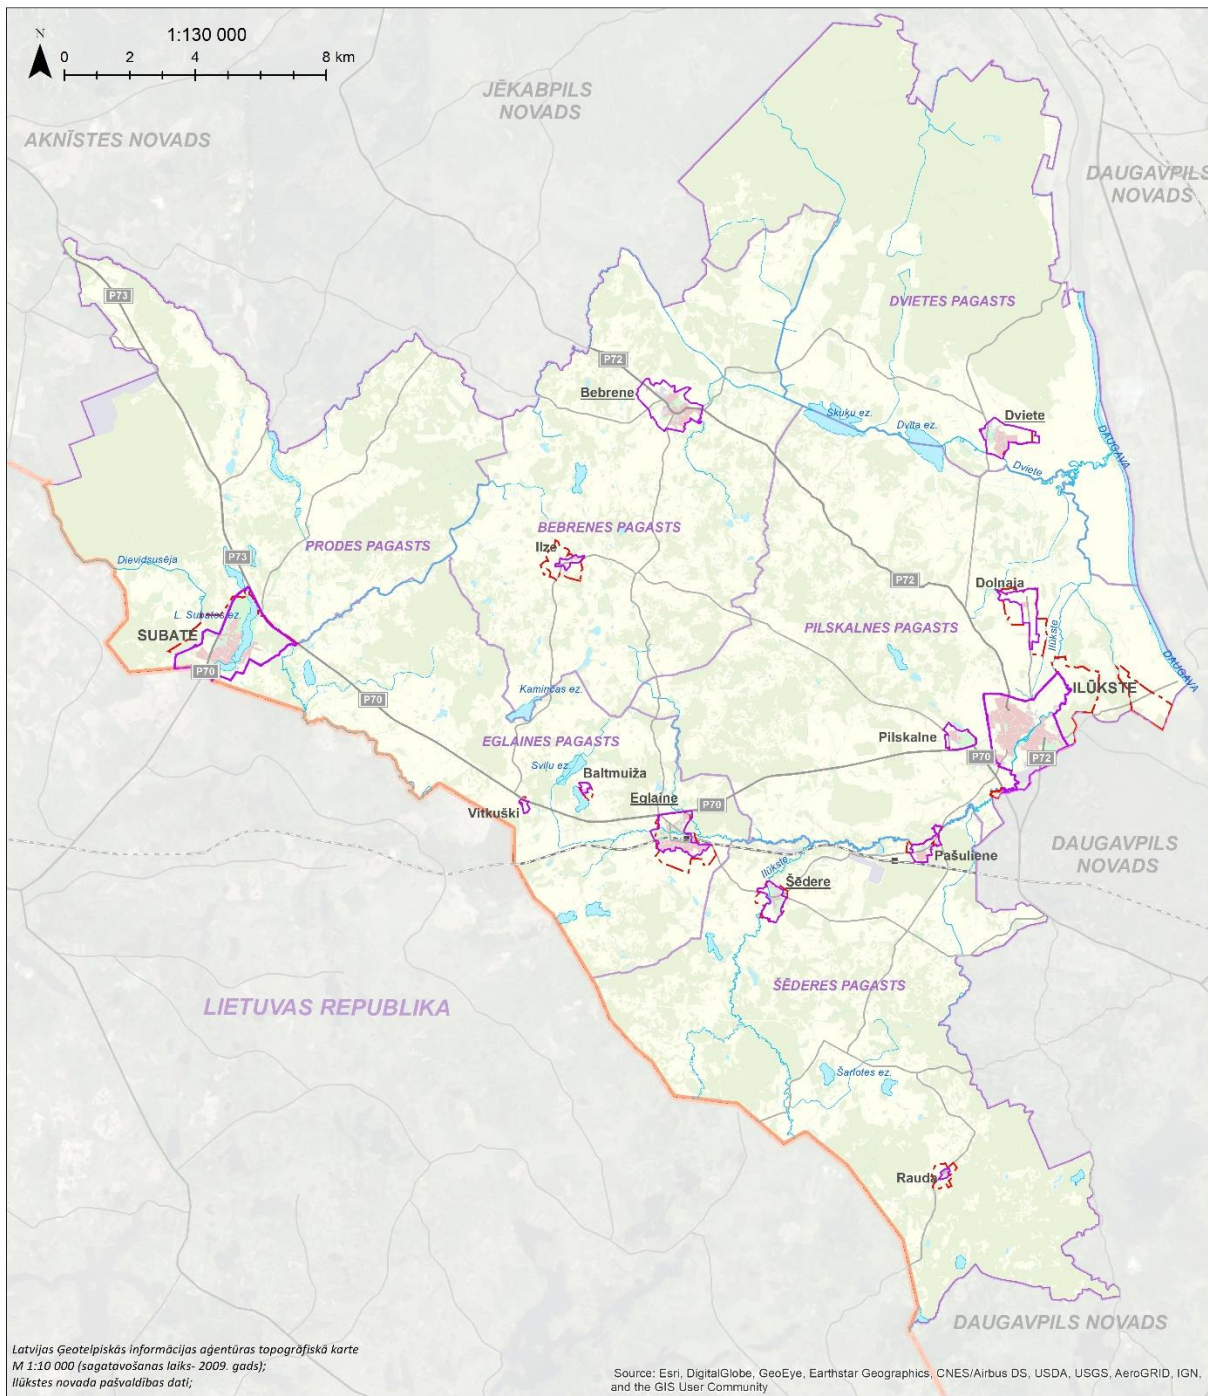 N
1:130 000
0 2 4 8 km
JĒKABPILS
NOVADS
AKNĪSTES NOVADS
DAUGAVPILS
NOVADS
P73
DVIETES PAGASTS
P72
Bebrene
Skuķu ez.
Dvīta ez.
Dviete
Dviete
DAUGAVA
BEBRENES PAGASTS
Ilze
PRODES PAGASTS
P73
Dievidsusēja
P72
Doļnaja
L. Subates ez.
SUBATE
PILSKALNES PAGASTS
Ilūkste
DAUGAVA
P70
P70
Kamincas ez.
ILŪKSTE
EGLAINES PAGASTS
Pilskalne
P70
P72
Sviļu ez.
Baltmuiža
Eglaine
Vitkuški
P70
DAUGAVPILS
NOVADS
Pašuliene
Ilūkste
Šēdere
ŠĒDERES PAGASTS
LIETUVAS REPUBLIKA
Šarlotes ez.
Rauda
DAUGAVPILS NOVADS
Latvijas Ģeotelpiskās informācijas aģentūras topogrāfiskā karte
M 1:10 000 (sagatavošanas laiks- 2009. gads);
Ilūkstes novada pašvaldības dati;
Source: Esri, DigitalGlobe, GeoEye, Earthstar Geographics, CNES/Airbus DS, USDA, USGS, AeroGRID, IGN,
and the GIS User Community